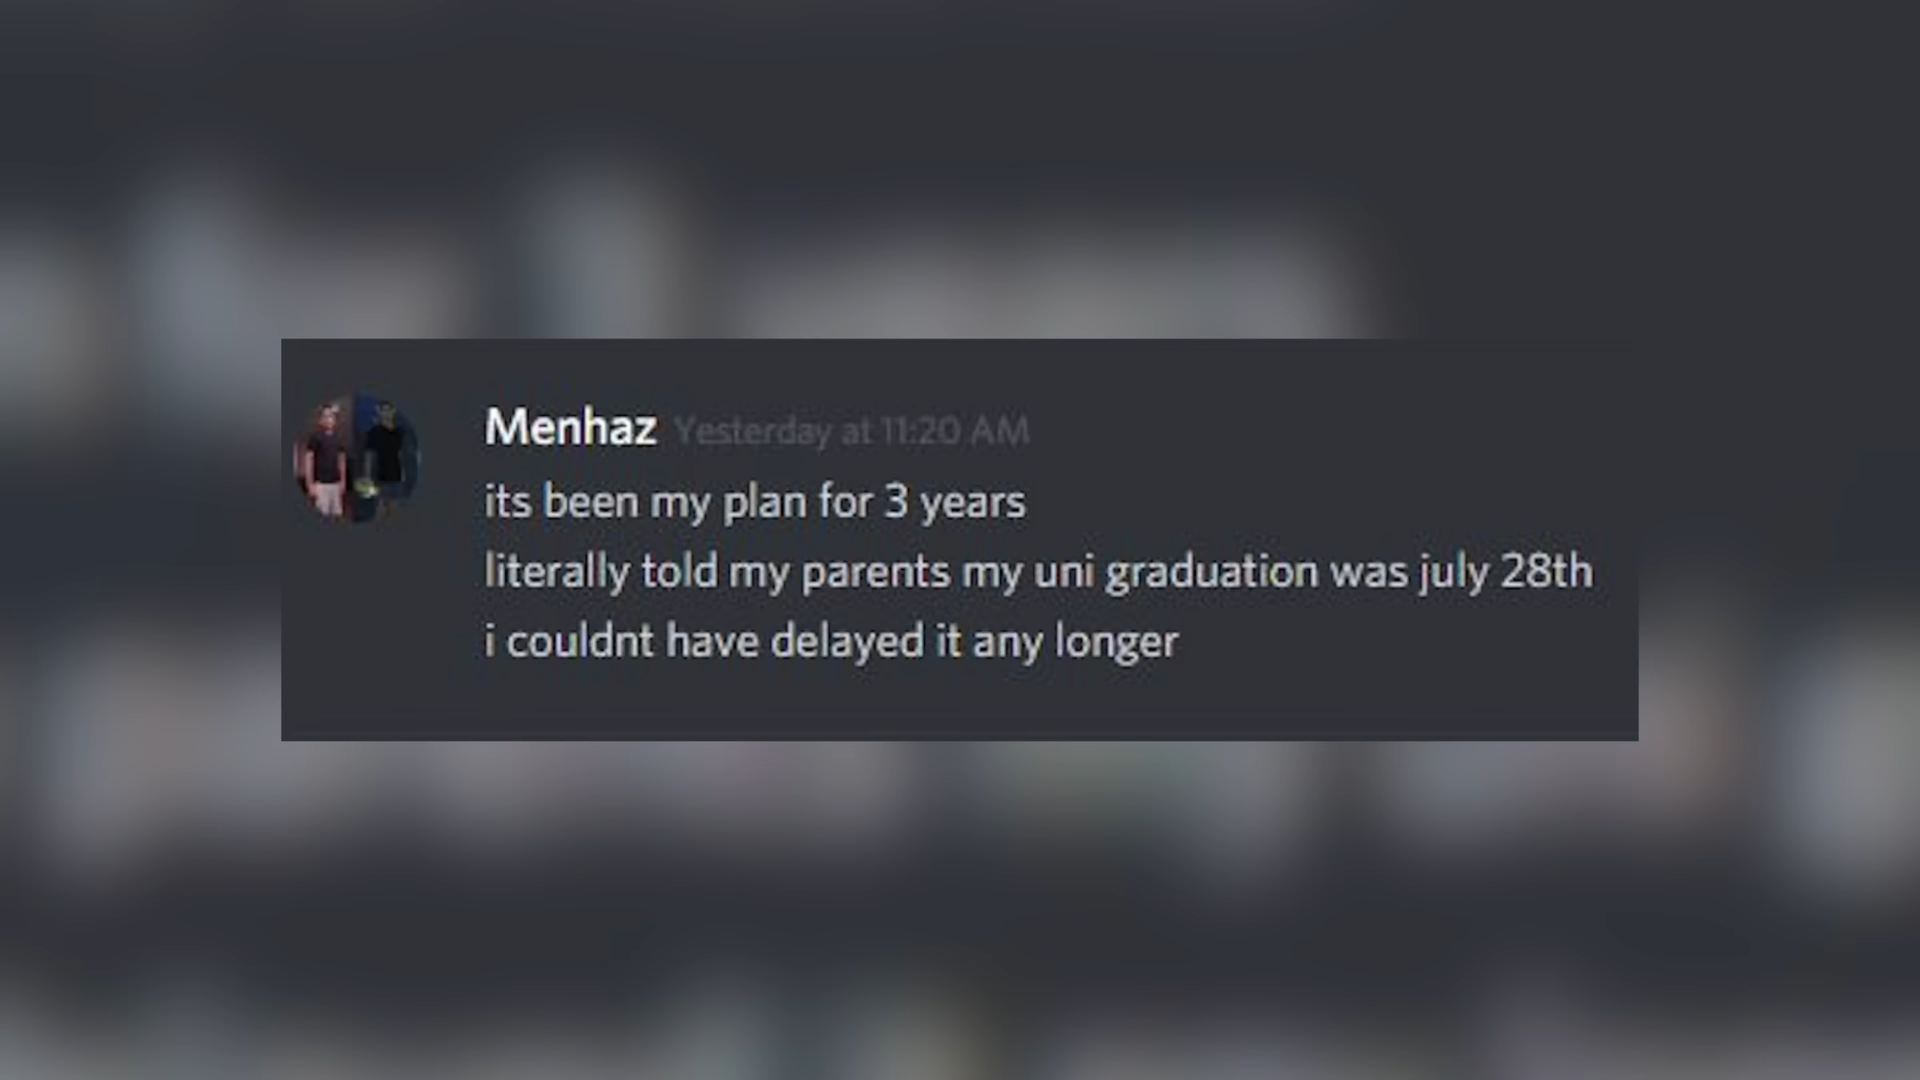 Menhaz Yesterday at 11:20 AM
its been my plan for 3 years
literally told my parents my uni graduation was july 28th
i couldnt have delayed it any longer